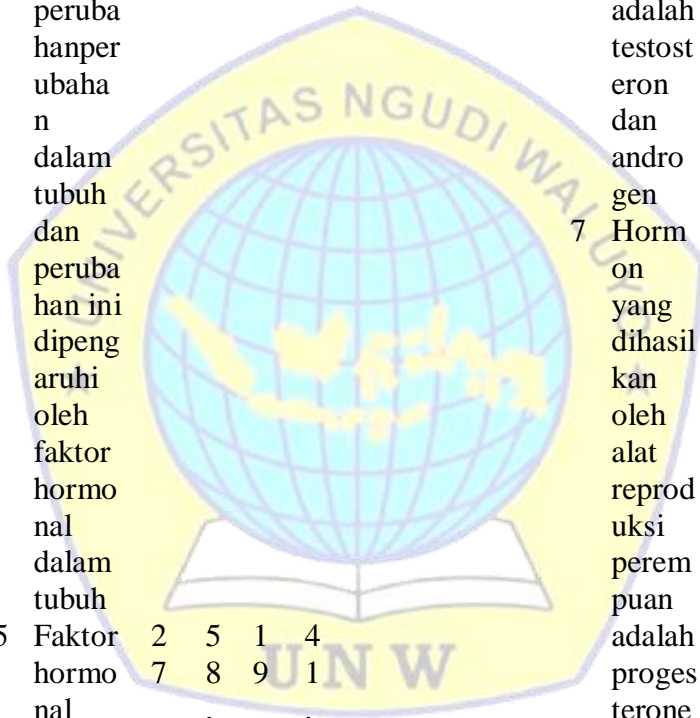 peruba
hanper
ubaha
n
dalam
tubuh
dan
peruba
han ini
dipeng
aruhi
oleh
faktor
hormo
nal
dalam
tubuh
5 Faktor 2 5 1 4
hormo 7 8 9 1
nal
adalah
testost
eron
dan
andro
gen
7 Horm
on
yang
dihasil
kan
oleh
alat
reprod
uksi
perem
puan
adalah
proges
terone
UNIVERSITAS NGUDI WALUYO
UNW